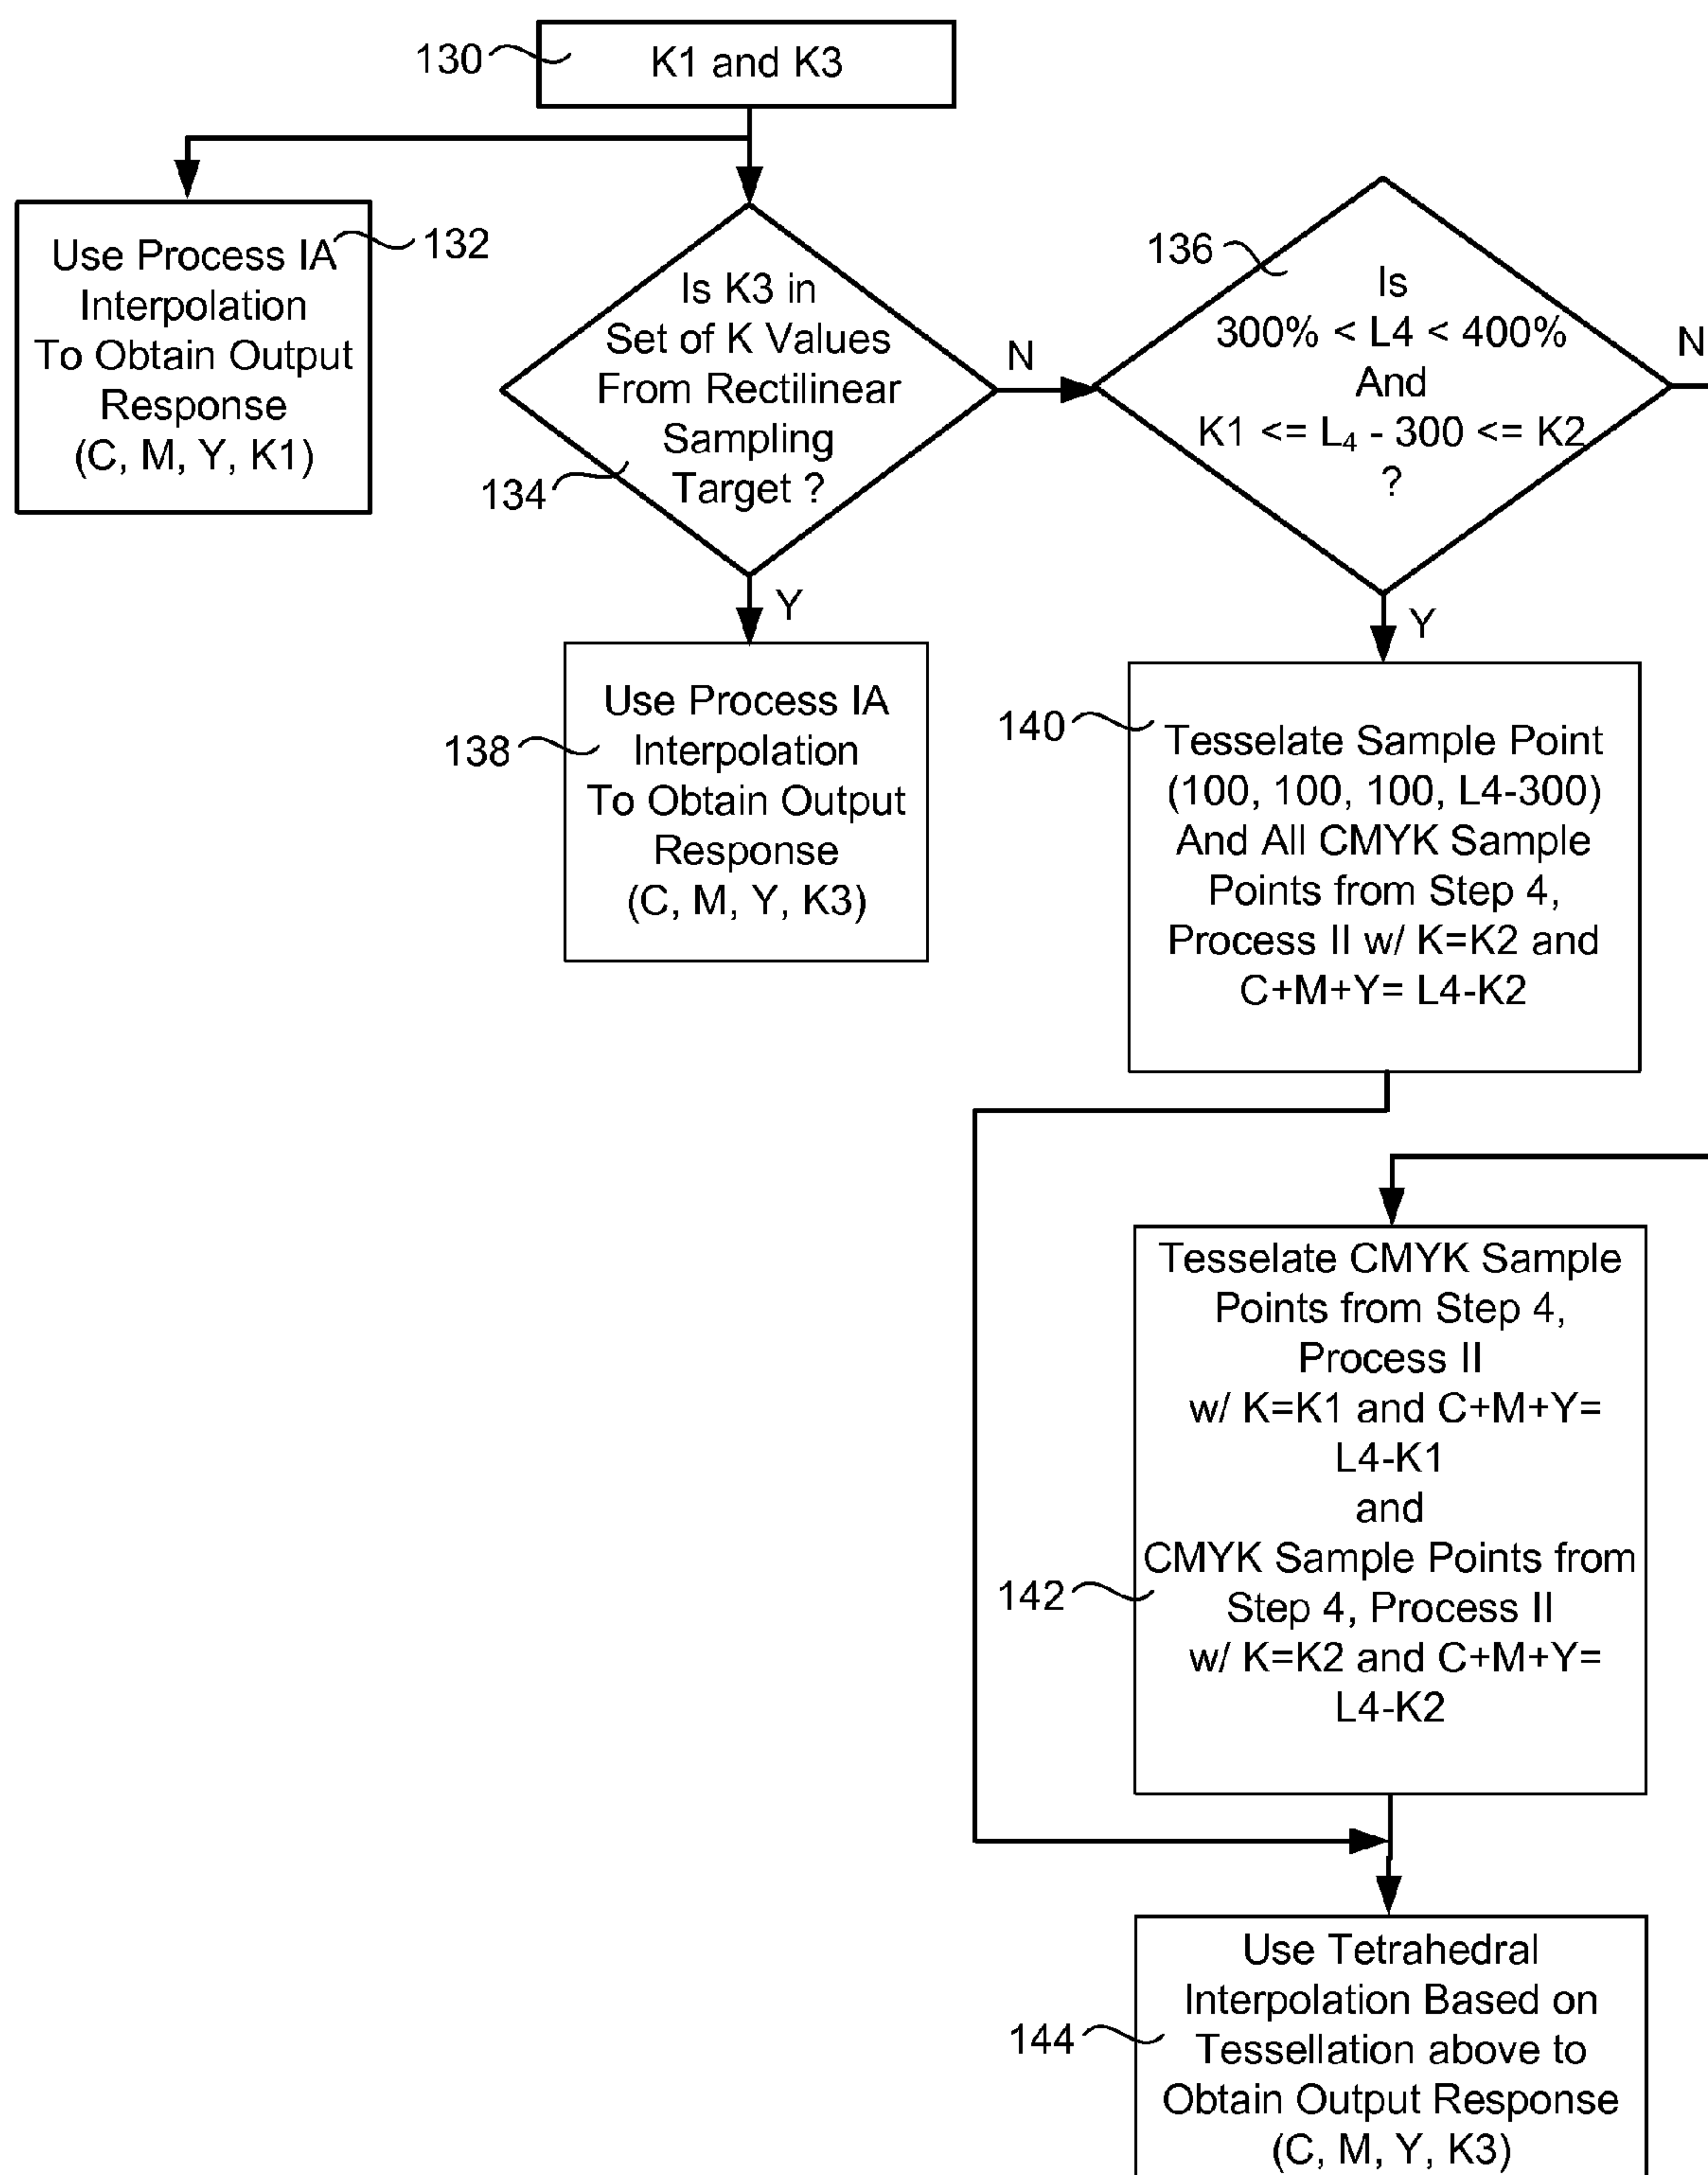 130
K1 and K3
Use Process IA
Interpolation
To Obtain Output
Response
(C, M, Y, K1)
132
Is K3 in
Set of K Values
From Rectilinear
Sampling
Target ?
134
N
136
Is
300% < L4 < 400%
And
K1 <= L₄ - 300 <= K2
?
N
Y
Y
138
Use Process IA
Interpolation
To Obtain Output
Response
(C, M, Y, K3)
140
Tesselate Sample Point
(100, 100, 100, L4-300)
And All CMYK Sample
Points from Step 4,
Process II w/ K=K2 and
C+M+Y= L4-K2
142
Tesselate CMYK Sample
Points from Step 4,
Process II
w/ K=K1 and C+M+Y=
L4-K1
and
CMYK Sample Points from
Step 4, Process II
w/ K=K2 and C+M+Y=
L4-K2
144
Use Tetrahedral
Interpolation Based on
Tessellation above to
Obtain Output Response
(C, M, Y, K3)